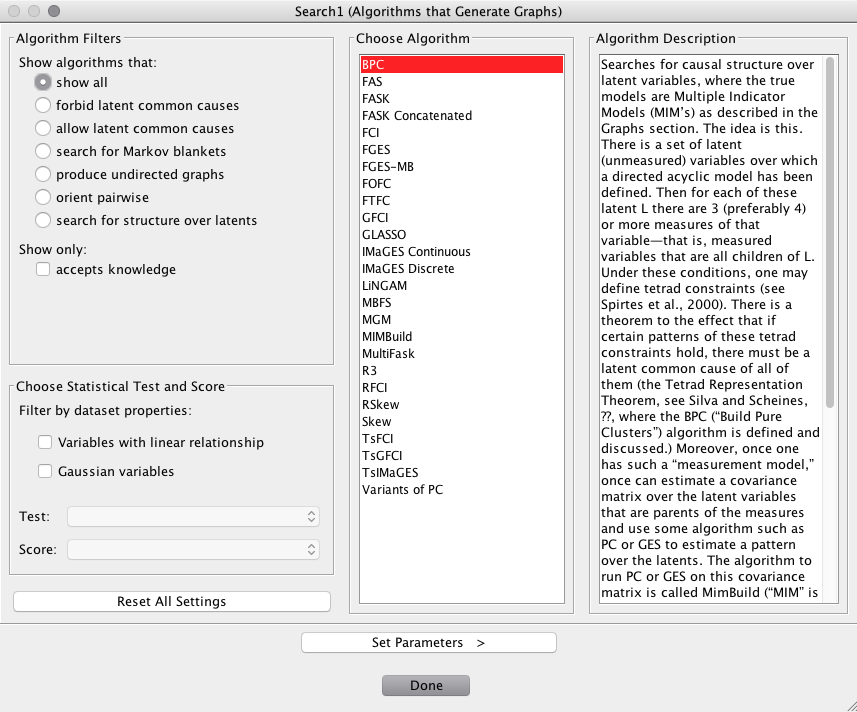 Search1 (Algorithms that Generate Graphs)
Algorithm Filters
Show algorithms that:
show all
forbid latent common causes
allow latent common causes
search for Markov blankets
produce undirected graphs
orient pairwise
search for structure over latents
Show only:
accepts knowledge
Choose Statistical Test and Score
Filter by dataset properties:
Variables with linear relationship
Gaussian variables
Test:
Score:
Reset All Settings
Choose Algorithm
BPC
FAS
FASK
FASK Concatenated
FCI
FGES
FGES-MB
FOFC
FTFC
GFCI
GLASSO
IMaGES Continuous
IMaGES Discrete
LiNGAM
MBFS
MGM
MIMBuild
MultiFask
R3
RFCI
RSkew
Skew
TsFCI
TsGFCI
TsIMaGES
Variants of PC
Algorithm Description
Searches for causal structure over
latent variables, where the true
models are Multiple Indicator
Models (MIM’s) as described in the
Graphs section. The idea is this.
There is a set of latent
(unmeasured) variables over which
a directed acyclic model has been
defined. Then for each of these
latent L there are 3 (preferably 4)
or more measures of that
variable—that is, measured
variables that are all children of L.
Under these conditions, one may
define tetrad constraints (see
Spirtes et al., 2000). There is a
theorem to the effect that if
certain patterns of these tetrad
constraints hold, there must be a
latent common cause of all of
them (the Tetrad Representation
Theorem, see Silva and Scheines,
??, where the BPC (“Build Pure
Clusters”) algorithm is defined and
discussed.) Moreover, once one
has such a “measurement model,”
once can estimate a covariance
matrix over the latent variables
that are parents of the measures
and use some algorithm such as
PC or GES to estimate a pattern
over the latents. The algorithm to
run PC or GES on this covariance
matrix is called MimBuild (“MIM” is
Set Parameters >
Done